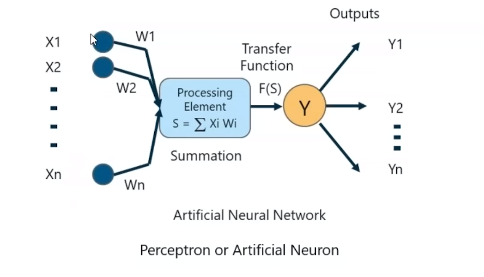 Outputs
X1
W1
Y1
X2
W2
Transfer
Function
F(S)
Processing
Element
S = ∑ Xi Wi
Y
Y2
Summation
Xn
Wn
Yn
Artificial Neural Network
Perceptron or Artificial Neuron